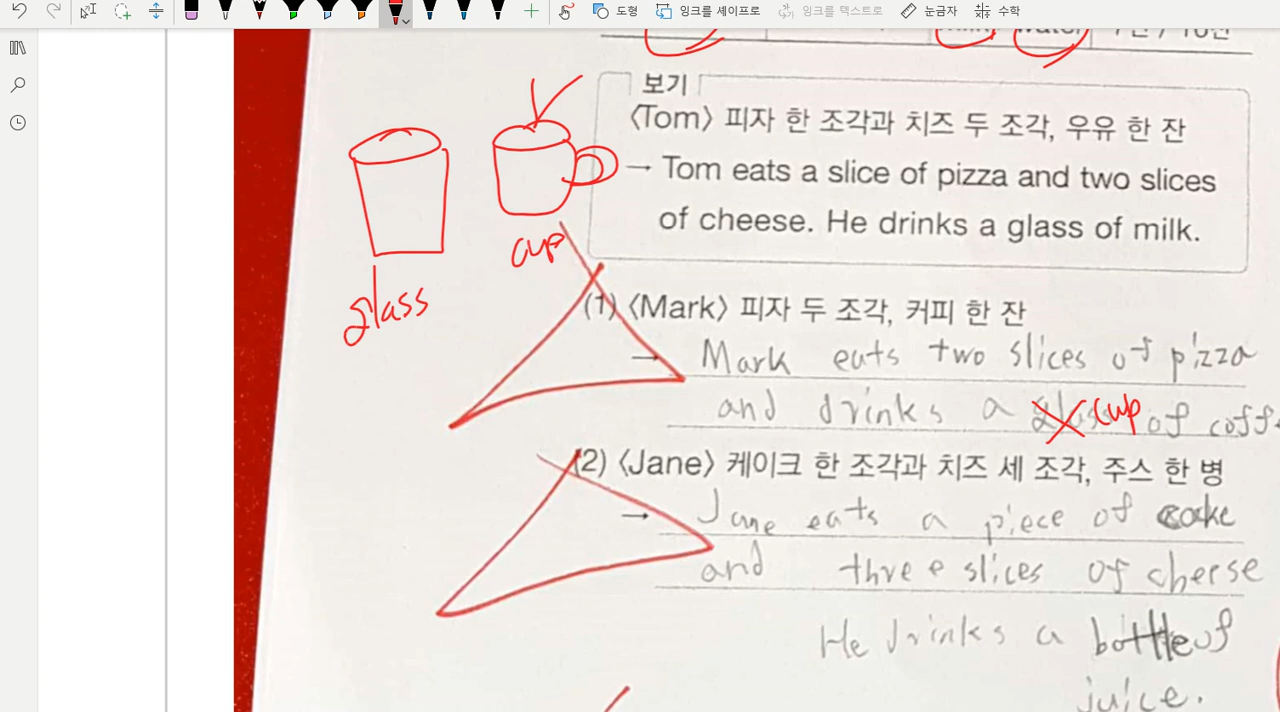 도형
잉크를 셰이프로
잉크를 텍스트로
눈금자
수학
보기
〈Tom〉 피자 한 조각과 치즈 두 조각, 우유 한 잔
→ Tom eats a slice of pizza and two slices
of cheese. He drinks a glass of milk.
glass
cup
(1) 〈Mark〉 피자 두 조각, 커피 한 잔
→ Mark eats two slices of pizza
and drinks a glass cup of coff
(2) 〈Jane〉 케이크 한 조각과 치즈 세 조각, 주스 한 병
→ Jane eats a piece of cake
and three slices of cheese
He drinks a bottle of
juice.